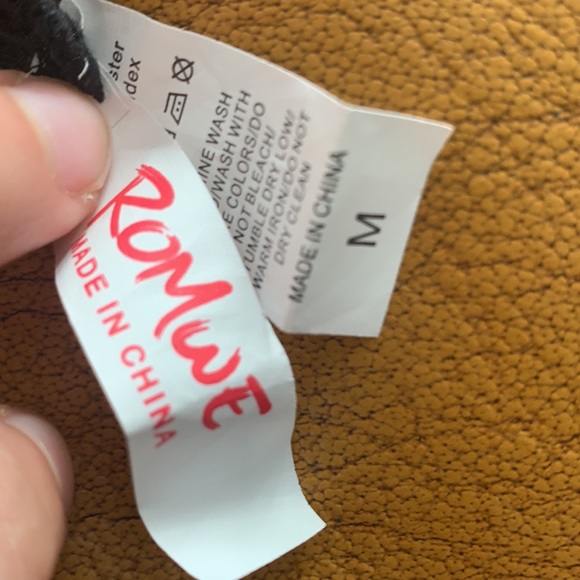 ROMWE
MADE IN CHINA
ster
dex
INE WASH
/WASH WITH
E COLORS/DO
NOT BLEACH/
TUMBLE DRY LOW/
WARM IRON/DO NOT
DRY CLEAN
MADE IN CHINA
M